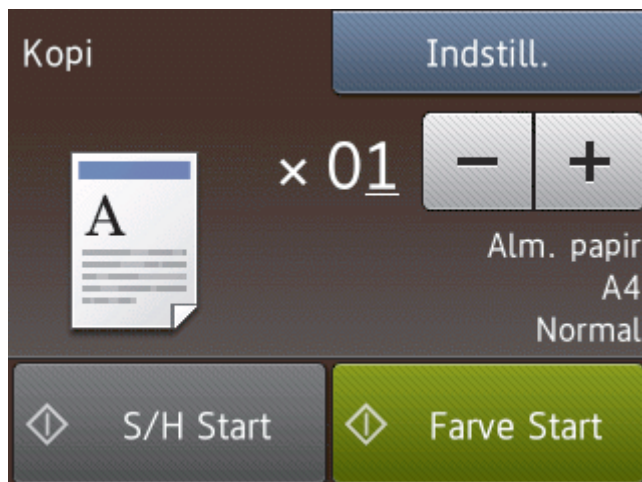 Kopi
Indstill.
× 01
− +
A
Alm. papir
A4
Normal
S/H Start
Farve Start